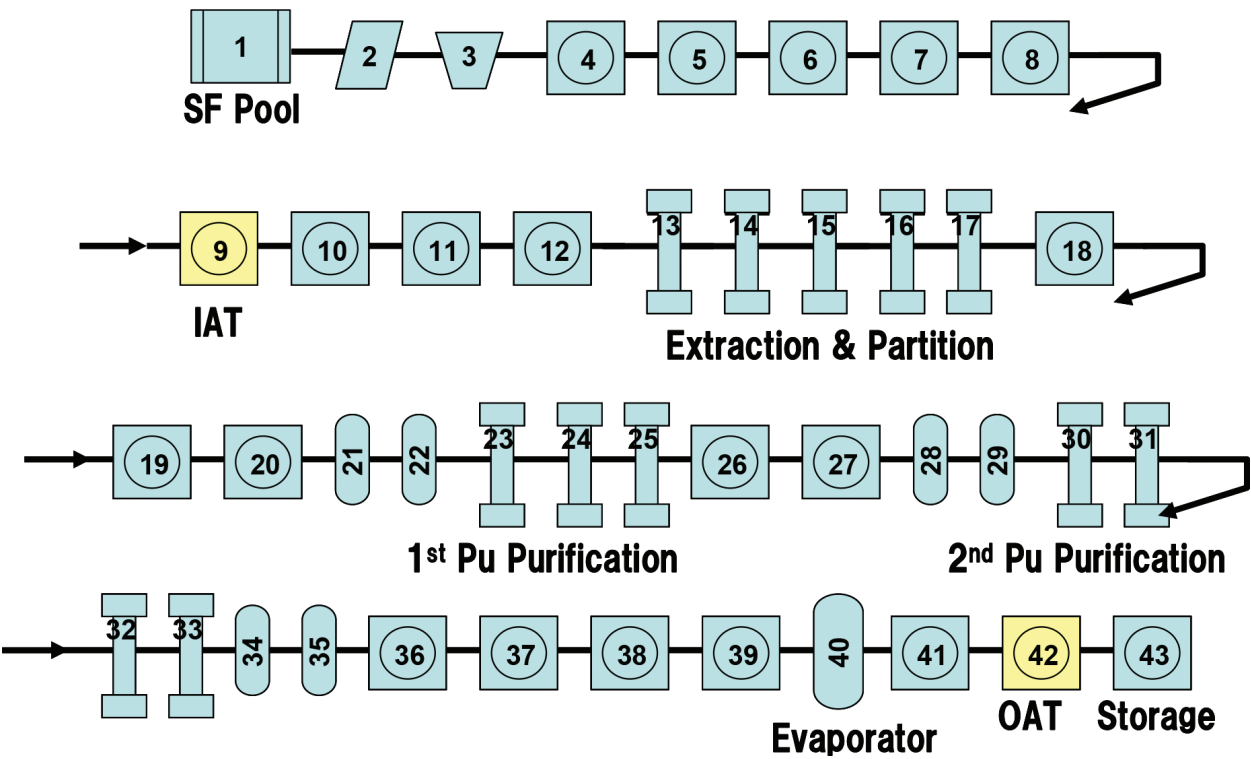 1 2 3 4 5 6 7 8
SF Pool
9 10 11 12 13 14 15 16 17 18
IAT
Extraction & Partition
19 20 21 22 23 24 25 26 27 28 29 30 31
1st Pu Purification 2nd Pu Purification
32 33 34 35 36 37 38 39 40 41 42 43
Evaporator OAT Storage